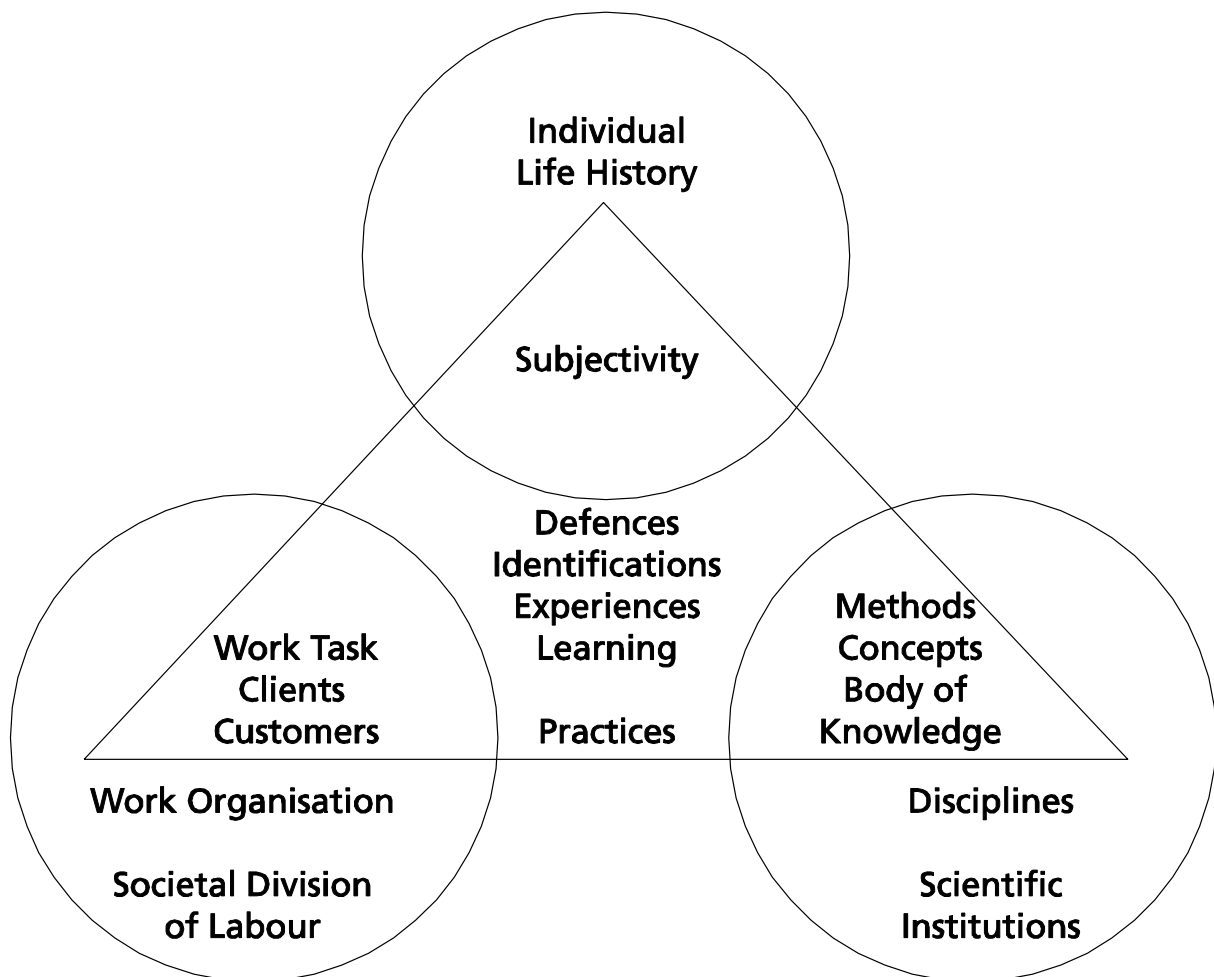 Individual
Life History
Subjectivity
Defences
Identifications
Experiences
Learning
Practices
Work Task
Clients
Customers
Work Organisation
Societal Division
of Labour
Methods
Concepts
Body of
Knowledge
Disciplines
Scientific
Institutions